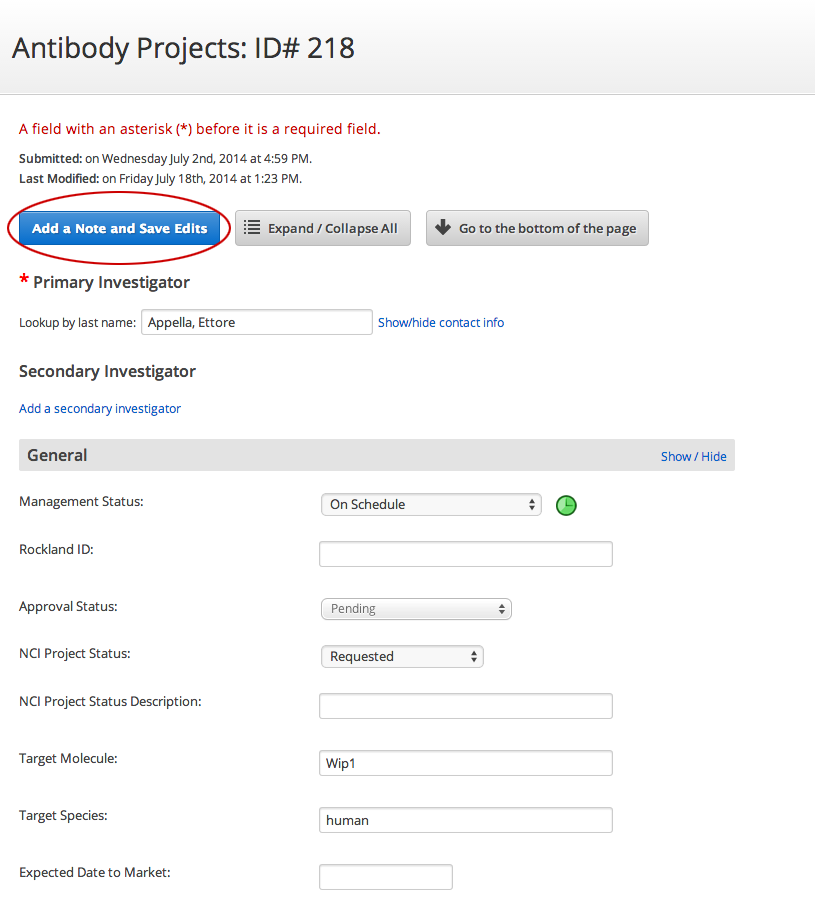 Antibody Projects: ID# 218
A field with an asterisk (*) before it is a required field.
Submitted: on Wednesday July 2nd, 2014 at 4:59 PM.
Last Modified: on Friday July 18th, 2014 at 1:23 PM.
Add a Note and Save Edits Expand / Collapse All Go to the bottom of the page
* Primary Investigator
Lookup by last name: Appella, Ettore Show/hide contact info
Secondary Investigator
Add a secondary investigator
General Show / Hide
Management Status: On Schedule
Rockland ID:
Approval Status: Pending
NCI Project Status: Requested
NCI Project Status Description:
Target Molecule: Wip1
Target Species: human
Expected Date to Market: